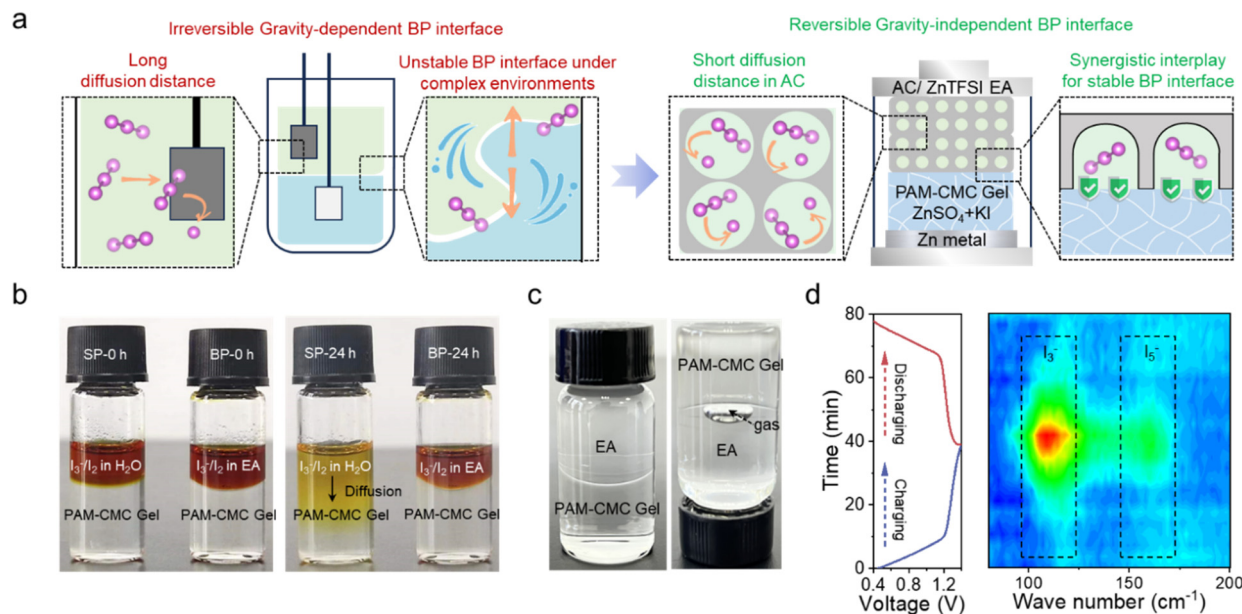 a
Irreversible Gravity-dependent BP interface
Long
diffusion distance
Unstable BP interface under
complex environments
Reversible Gravity-independent BP interface
Short diffusion
distance in AC
AC/ ZnTFSI EA
PAM-CMC Gel
ZnSO₄+KI
Zn metal
Synergistic interplay
for stable BP interface
b
SP-0 h
BP-0 h
SP-24 h
BP-24 h
I₃⁻/I₂ in H₂O
I₃⁻/I₂ in EA
I₃⁻/I₂ in H₂O
I₃⁻/I₂ in EA
Diffusion
PAM-CMC Gel
PAM-CMC Gel
PAM-CMC Gel
PAM-CMC Gel
c
EA
PAM-CMC Gel
PAM-CMC Gel
gas
EA
d
Time (min)
80
60
40
20
0
Discharging
Charging
0.4 0.8 1.2
Voltage (V)
I₃⁻
I₅⁻
100 150 200
Wave number (cm⁻¹)